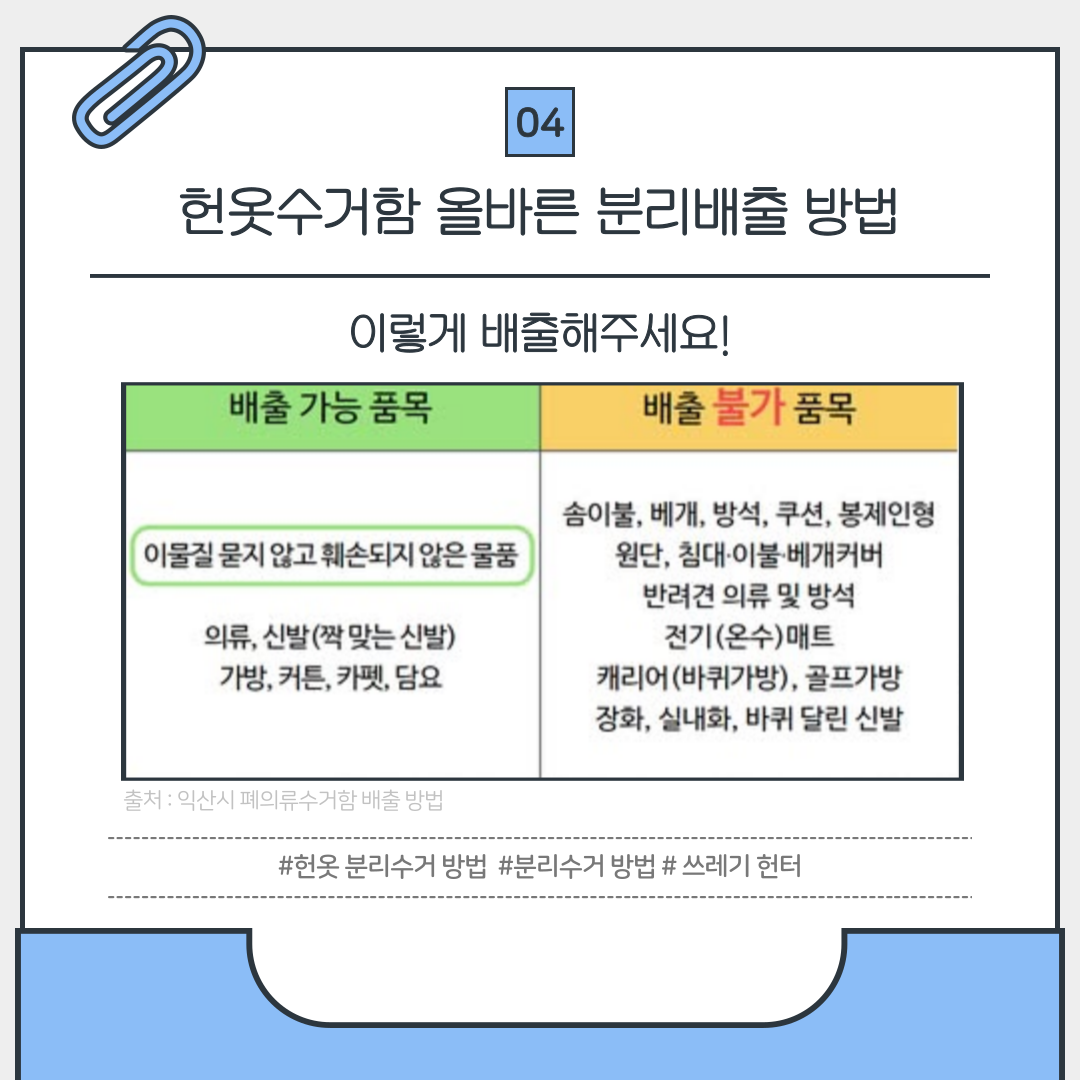 04
헌옷수거함 올바른 분리배출 방법
이렇게 배출해주세요!
배출 가능 품목
이물질 묻지 않고 훼손되지 않은 물품
의류, 신발(짝 맞는 신발)
가방, 커튼, 카펫, 담요
배출 불가 품목
솜이불, 베개, 방석, 쿠션, 봉제인형
원단, 침대·이불·베개커버
반려견 의류 및 방석
전기(온수)매트
캐리어(바퀴가방), 골프가방
장화, 실내화, 바퀴 달린 신발
출처 : 익산시 폐의류수거함 배출 방법
#헌옷 분리수거 방법 #분리수거 방법 # 쓰레기 헌터